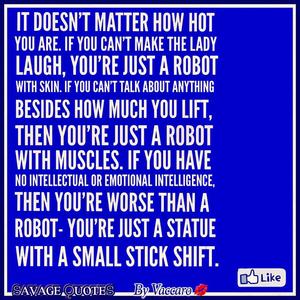 IT DOESN'T MATTER HOW HOT
YOU ARE. IF YOU CAN'T MAKE THE LADY
LAUGH, YOU'RE JUST A ROBOT
WITH SKIN. IF YOU CAN'T TALK ABOUT ANYTHING
BESIDES HOW MUCH YOU LIFT,
THEN YOU'RE JUST A ROBOT
WITH MUSCLES. IF YOU HAVE
NO INTELLECTUAL OR EMOTIONAL INTELLIGENCE,
THEN YOU'RE WORSE THAN A
ROBOT- YOU'RE JUST A STATUE
WITH A SMALL STICK SHIFT.
Like
SAVAGE QUOTES By Vaccaro